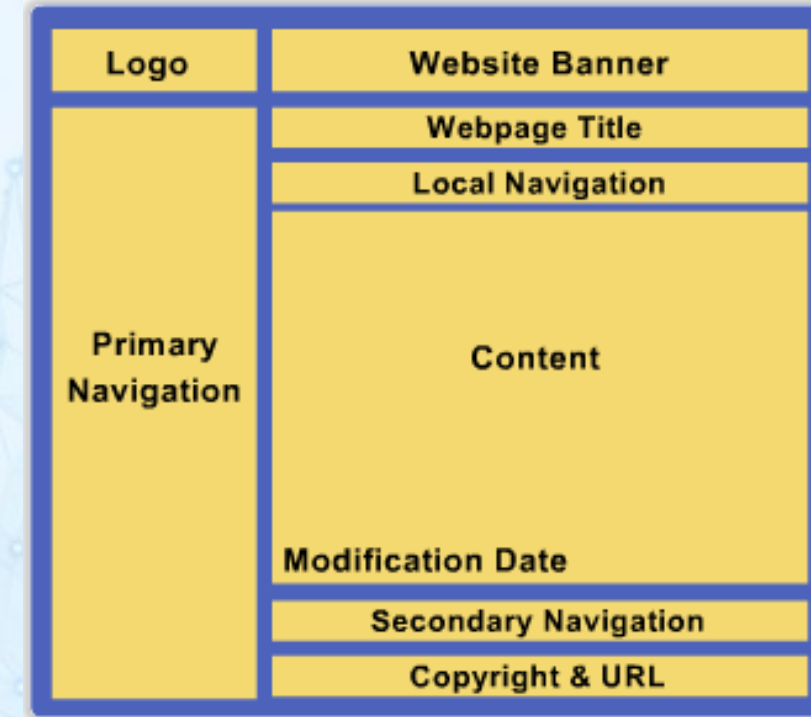 Logo
Website Banner
Webpage Title
Local Navigation
Primary
Navigation
Content
Modification Date
Secondary Navigation
Copyright & URL